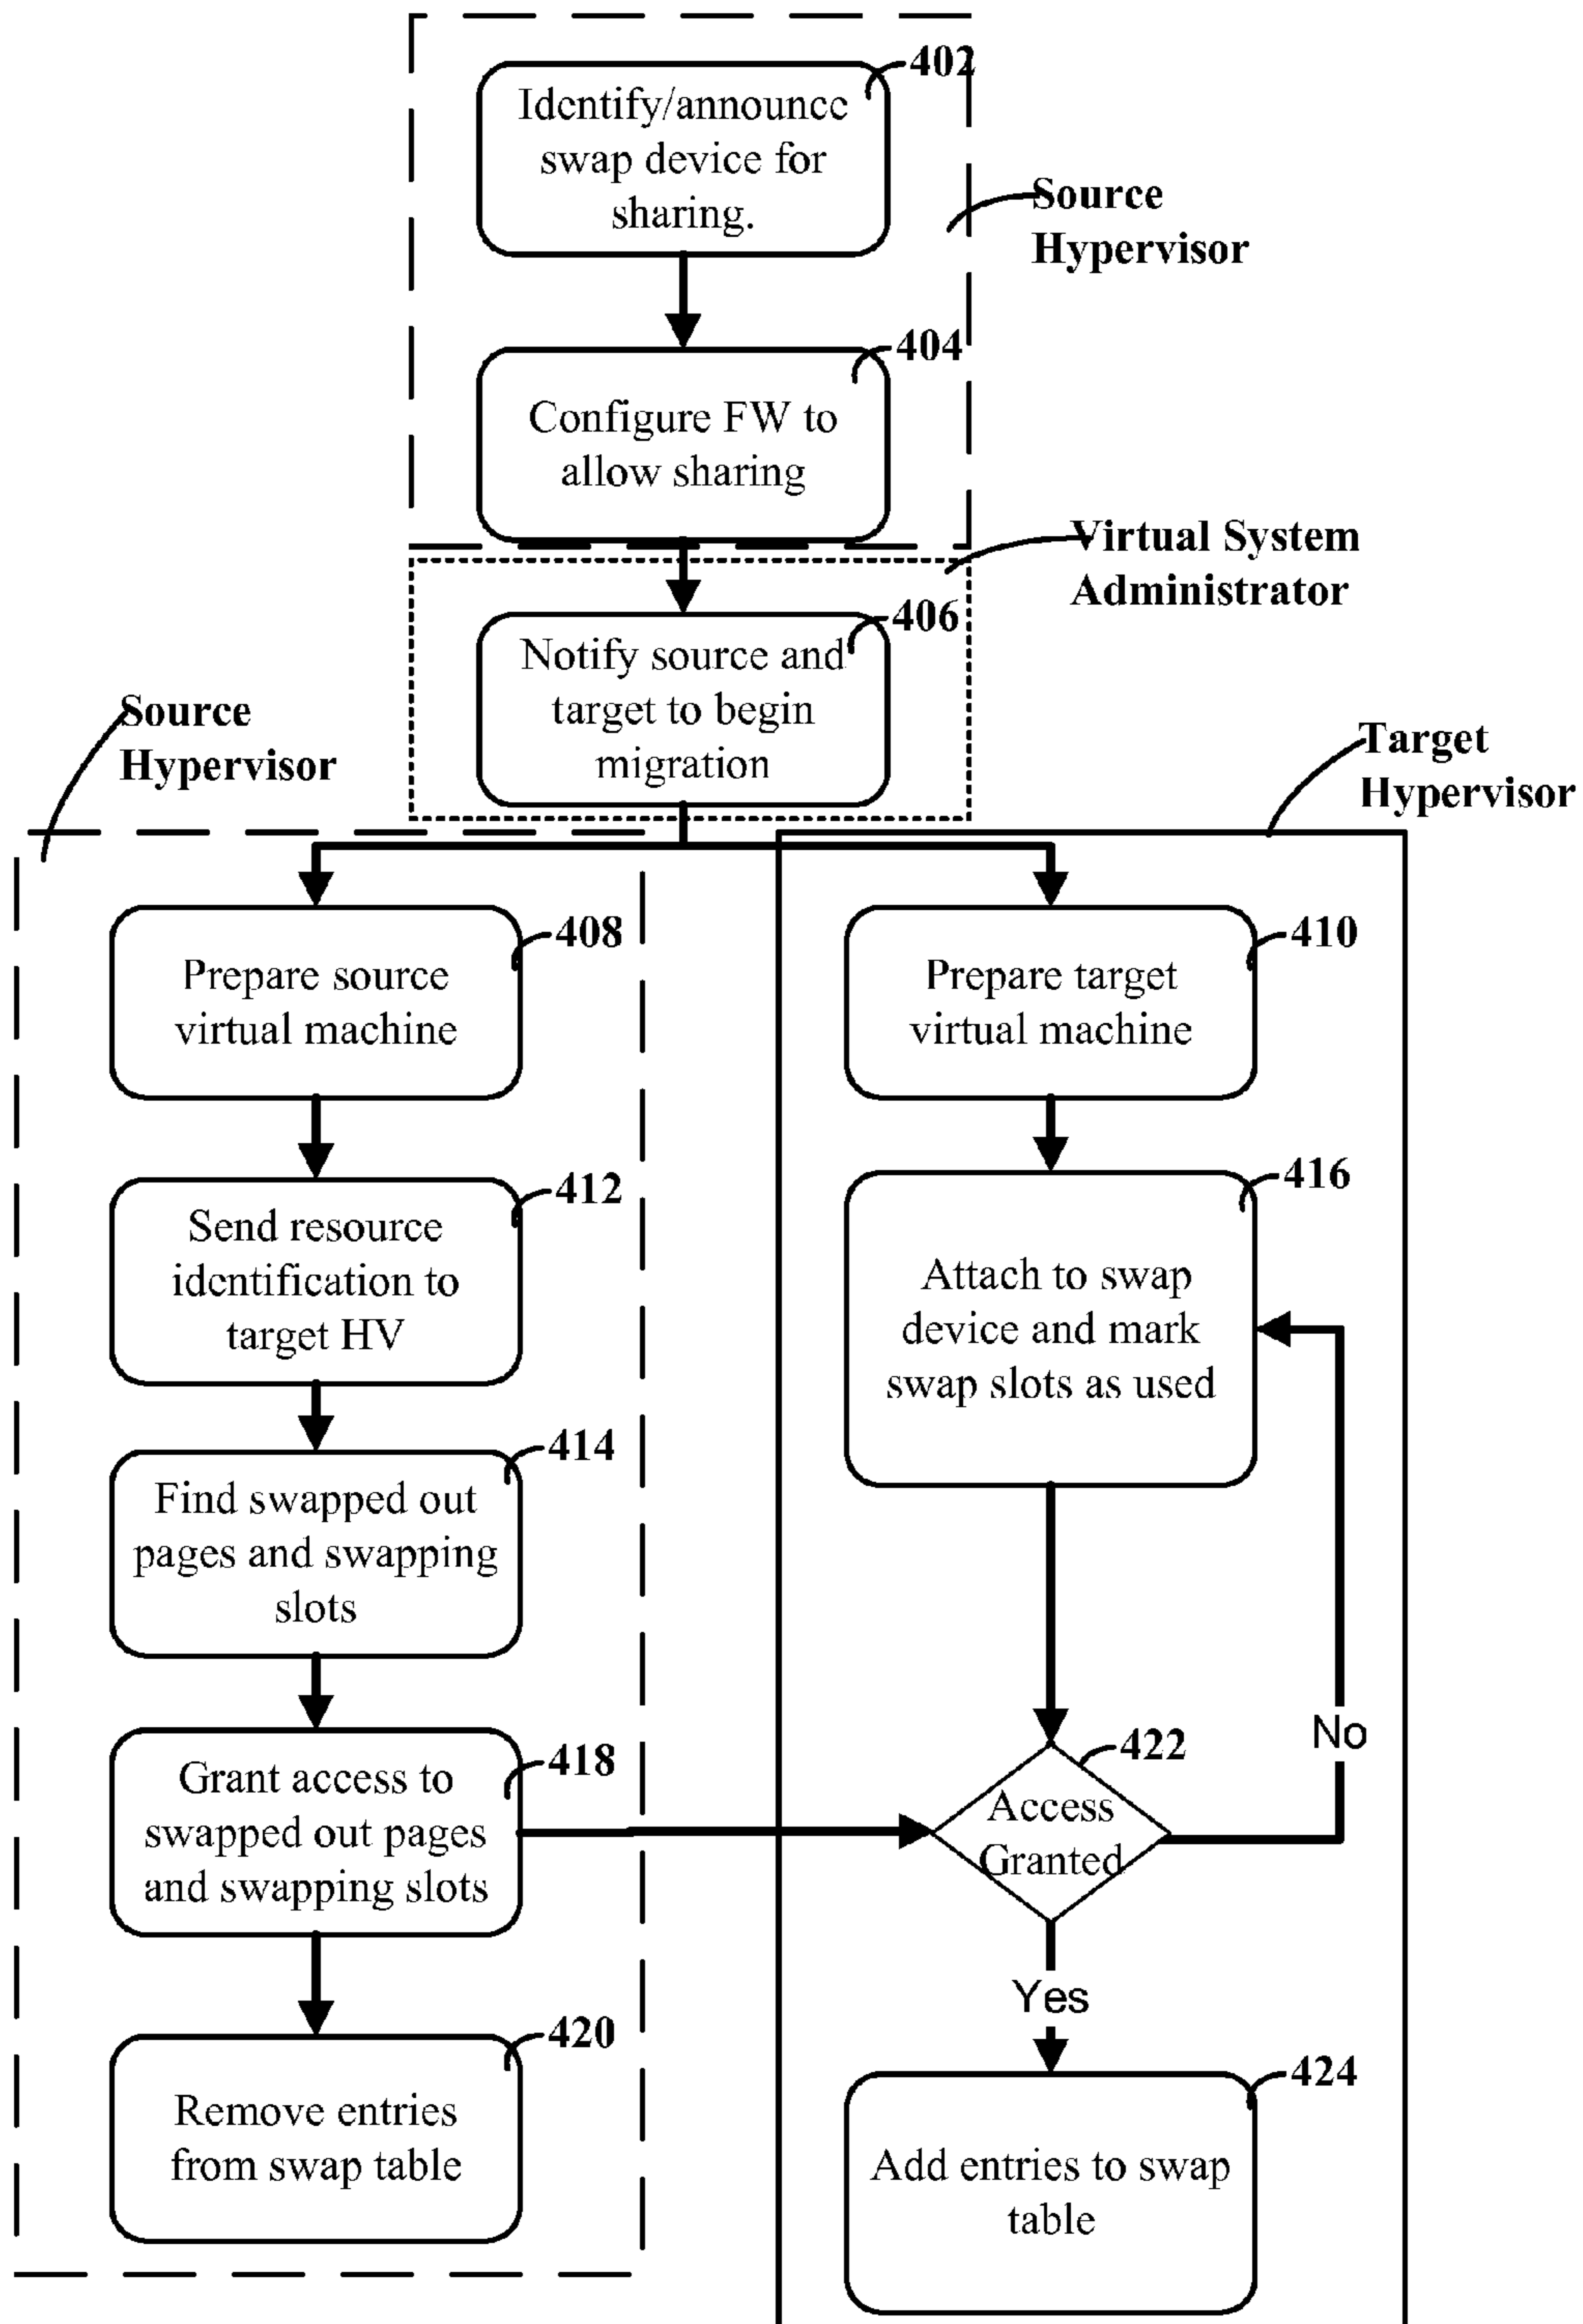 402
Identify/announce
swap device for
sharing.
Source
Hypervisor
404
Configure FW to
allow sharing
Virtual System
Administrator
406
Notify source and
target to begin
migration
Source
Hypervisor
Target
Hypervisor
408
Prepare source
virtual machine
410
Prepare target
virtual machine
412
Send resource
identification to
target HV
416
Attach to swap
device and mark
swap slots as used
414
Find swapped out
pages and swapping
slots
418
Grant access to
swapped out pages
and swapping slots
422
Access
Granted
No
Yes
420
Remove entries
from swap table
424
Add entries to swap
table